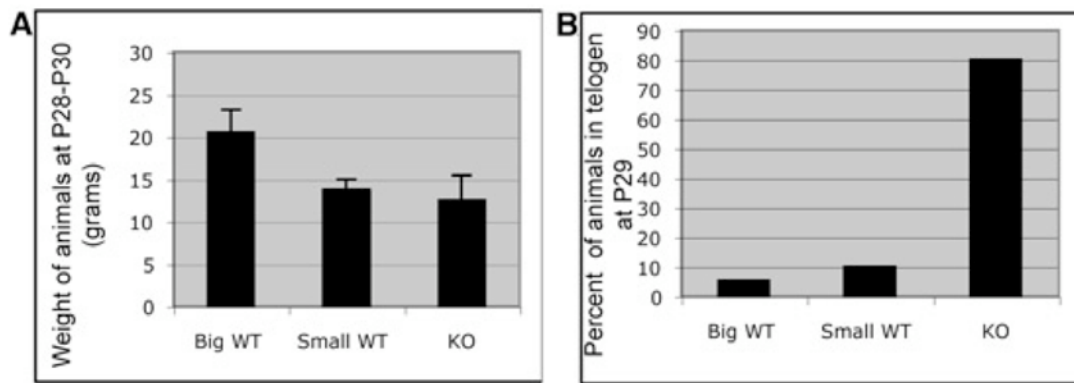 A
Weight of animals at P28-P30
(grams)
30
25
20
15
10
5
0
Big WT
Small WT
KO
B
Percent of animals in telogen
at P29
90
80
70
60
50
40
30
20
10
0
Big WT
Small WT
KO